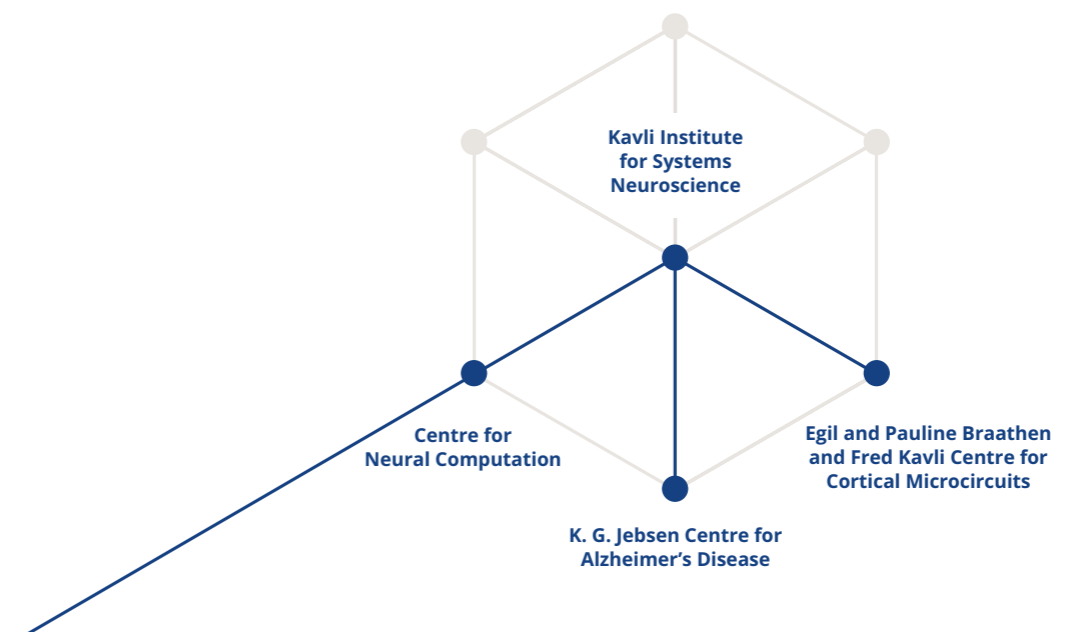 Kavli Institute
for Systems
Neuroscience
Centre for
Neural Computation
Egil and Pauline Braathen
and Fred Kavli Centre for
Cortical Microcircuits
K. G. Jebsen Centre for
Alzheimer’s Disease